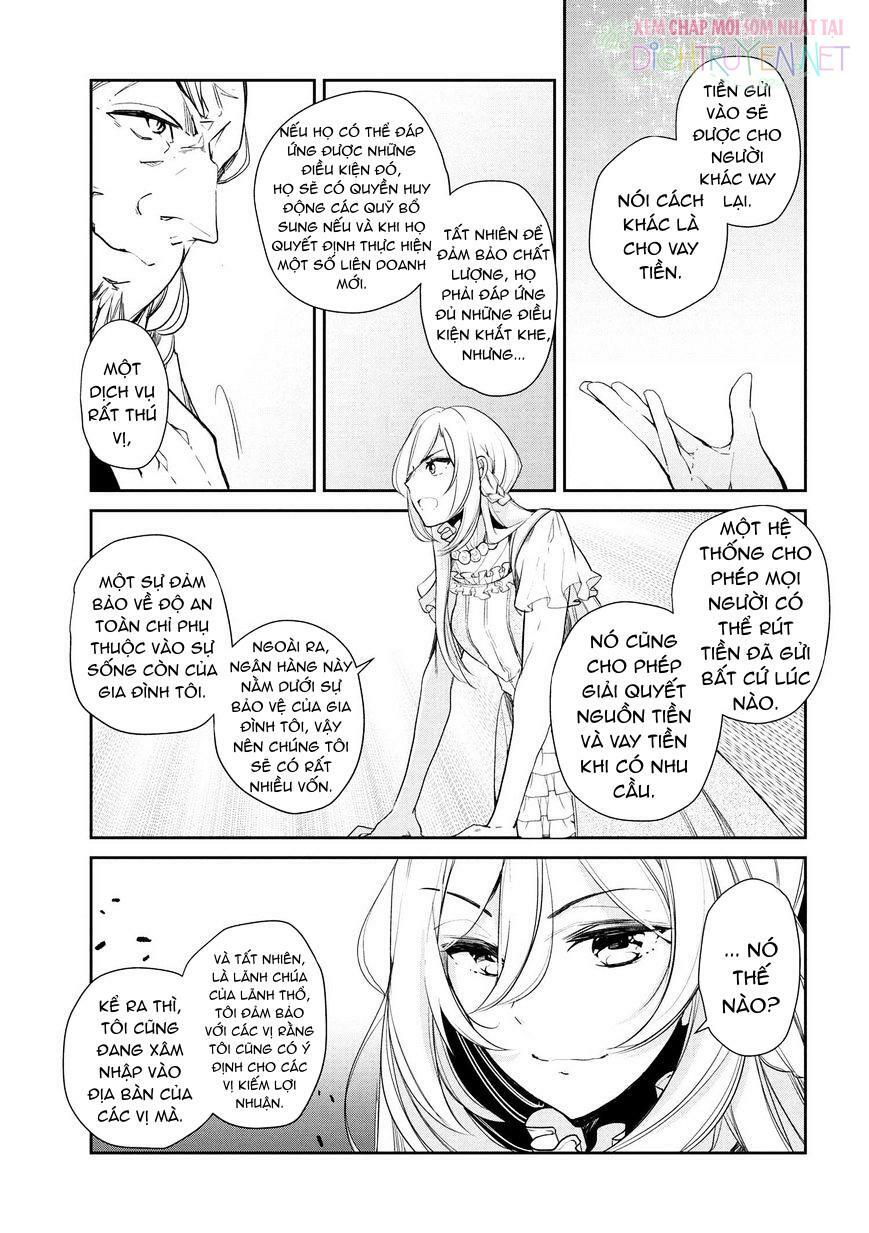 XEM CHAP MỚI SỚM NHẤT TẠI
DICHTRUYEN.NET
TIỀN GỬI
VÀO SẼ
ĐƯỢC CHO
NGƯỜI
KHÁC VAY
LẠI.
NÓI CÁCH
KHÁC LÀ
CHO VAY
TIỀN.
TẤT NHIÊN ĐỂ
ĐẢM BẢO CHẤT
LƯỢNG, HỌ
PHẢI ĐÁP ỨNG
ĐỦ NHỮNG ĐIỀU
KIỆN KHẮT KHE,
NHƯNG...
NẾU HỌ CÓ THỂ ĐÁP
ỨNG ĐƯỢC NHỮNG
ĐIỀU KIỆN ĐÓ,
HỌ SẼ CÓ QUYỀN HUY
ĐỘNG CÁC QUỸ BỔ
SUNG NẾU VÀ KHI HỌ
QUYẾT ĐỊNH THỰC HIỆN
MỘT SỐ LIÊN DOANH
MỚI.
MỘT
DỊCH VỤ
RẤT THÚ
VỊ,
MỘT HỆ
THỐNG CHO
PHÉP MỌI
NGƯỜI CÓ
THỂ RÚT
TIỀN ĐÃ GỬI
BẤT CỨ LÚC
NÀO.
NÓ CŨNG
CHO PHÉP
GIẢI QUYẾT
NGUỒN TIỀN
VÀ VAY TIỀN
KHI CÓ NHU
CẦU.
NGOÀI RA,
NGÂN HÀNG NÀY
NẰM DƯỚI SỰ
BẢO VỆ CỦA GIA
ĐÌNH TÔI, VẬY
NÊN CHÚNG TÔI
SẼ CÓ RẤT
NHIỀU VỐN.
MỘT SỰ ĐẢM
BẢO VỀ ĐỘ AN
TOÀN CHỈ PHỤ
THUỘC VÀO SỰ
SỐNG CÒN CỦA
GIA ĐÌNH TÔI.
... NÓ
THẾ
NÀO?
VÀ TẤT NHIÊN,
LÀ LÃNH CHÚA
CỦA LÃNH THỔ,
TÔI ĐẢM BẢO
VỚI CÁC VỊ RẰNG
TÔI CŨNG CÓ Ý
ĐỊNH CHO CÁC
VỊ KIẾM LỢI
NHUẬN.
KỂ RA THÌ,
TÔI CŨNG
ĐANG XÂM
NHẬP VÀO
ĐỊA BÀN CỦA
CÁC VỊ MÀ.